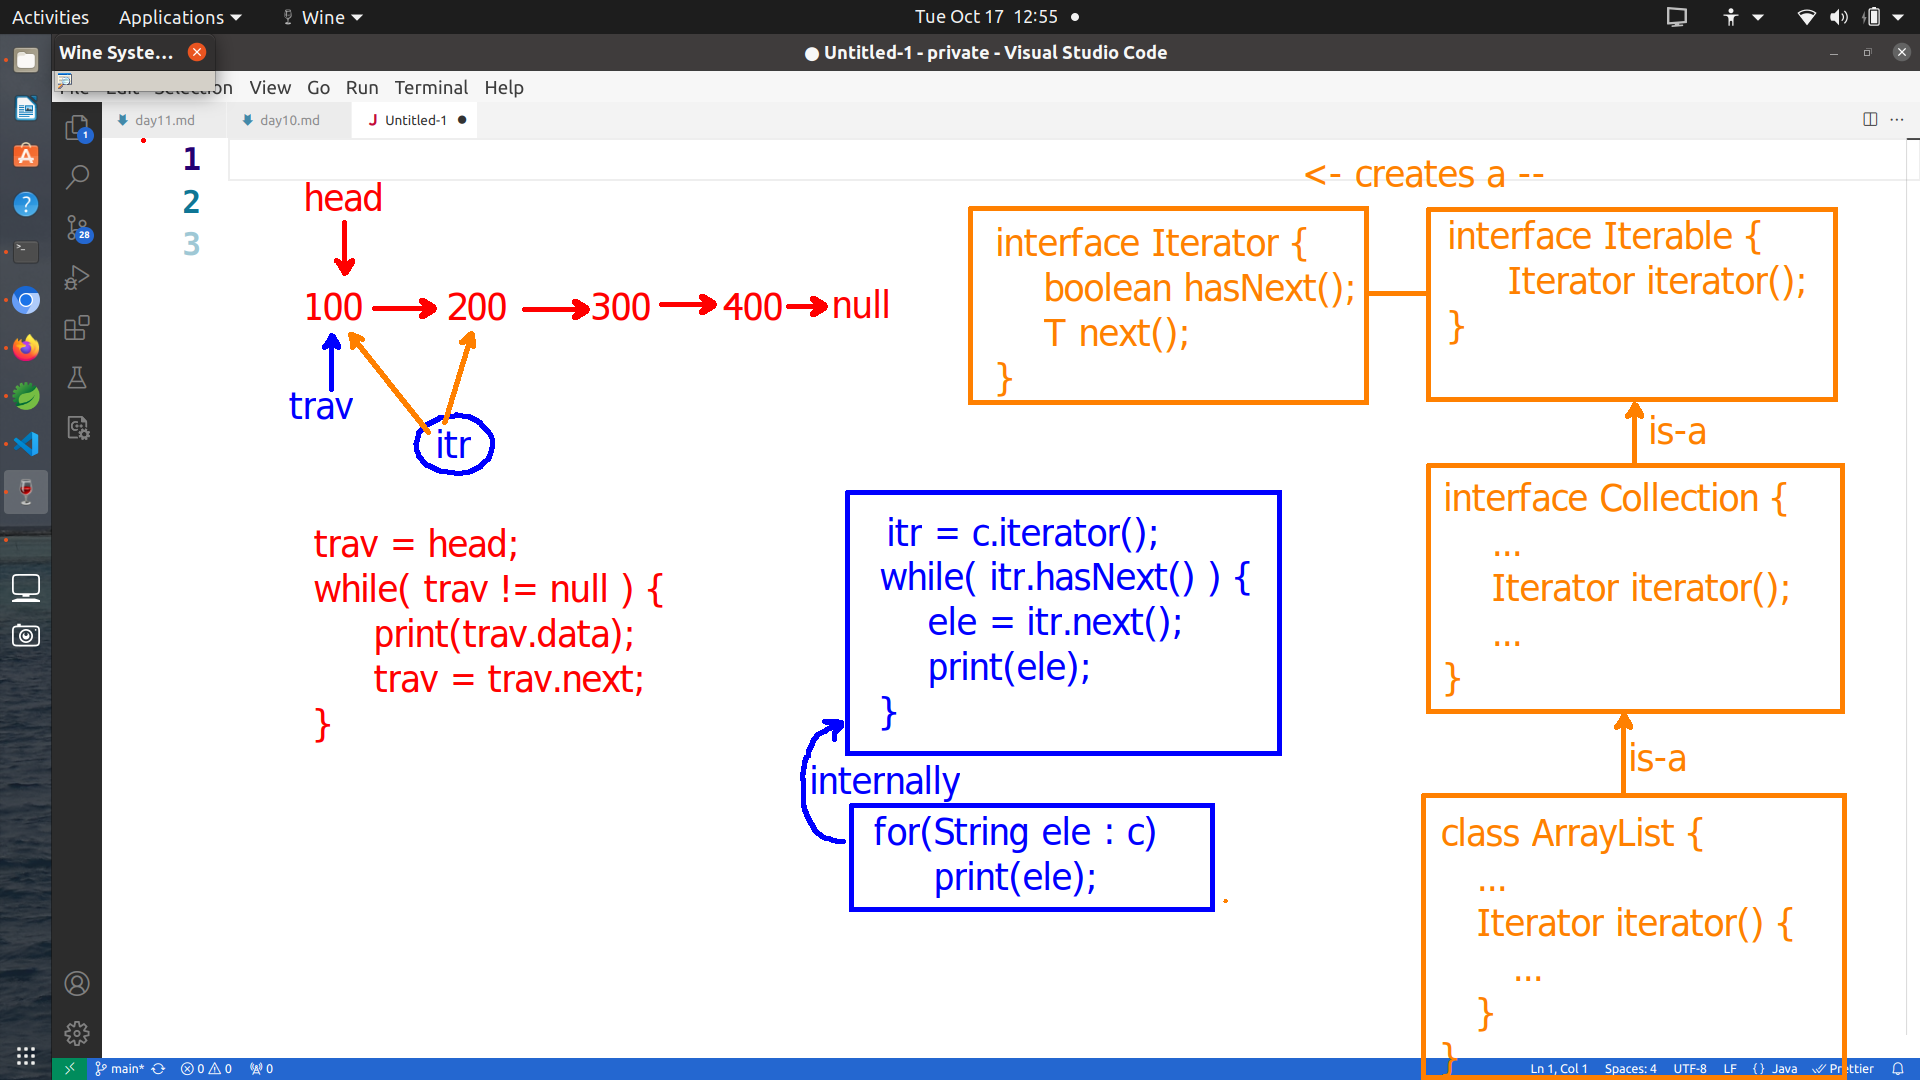 Activities
Applications
Wine
Tue Oct 17 12:55
Wine Syste...
Untitled-1 - private - Visual Studio Code
Selection
View
Go
Run
Terminal
Help
day11.md
day10.md
Untitled-1
1
2
3
1
28
head
100
200
300
400
null
trav
itr
trav = head;
while( trav != null ) {
print(trav.data);
trav = trav.next;
}
itr = c.iterator();
while( itr.hasNext() ) {
ele = itr.next();
print(ele);
}
internally
for(String ele : c)
print(ele);
<- creates a --
interface Iterator {
boolean hasNext();
T next();
}
interface Iterable {
Iterator iterator();
}
is-a
interface Collection {
...
Iterator iterator();
...
}
is-a
class ArrayList {
...
Iterator iterator() {
...
}
}
main*
0
0
0
Ln 1, Col 1
Spaces: 4
UTF-8
LF
{ } Java
Prettier